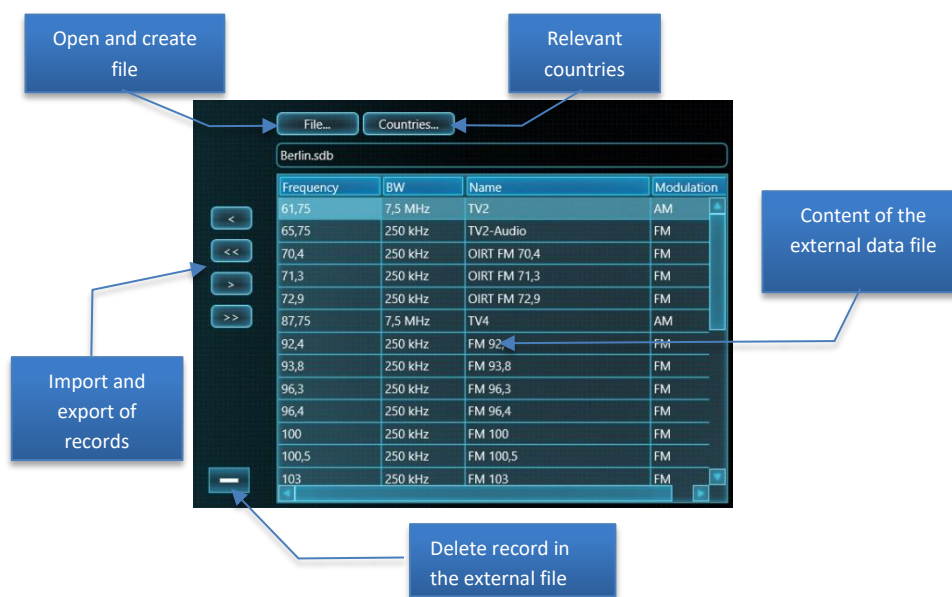 Open and create
file
Relevant
countries
File...
Countries...
Berlin.sdb
Frequency BW Name Modulation
61,75 7,5 MHz TV2 AM
65,75 250 kHz TV2-Audio FM
70,4 250 kHz OIRT FM 70,4 FM
71,3 250 kHz OIRT FM 71,3 FM
72,9 250 kHz OIRT FM 72,9 FM
87,75 7,5 MHz TV4 AM
92,4 250 kHz FM 92, FM
93,8 250 kHz FM 93,8 FM
96,3 250 kHz FM 96,3 FM
96,4 250 kHz FM 96,4 FM
100 250 kHz FM 100 FM
100,5 250 kHz FM 100,5 FM
103 250 kHz FM 103 FM
<
<<
>
>>
Content of the
external data file
Import and
export of
records
Delete record in
the external file